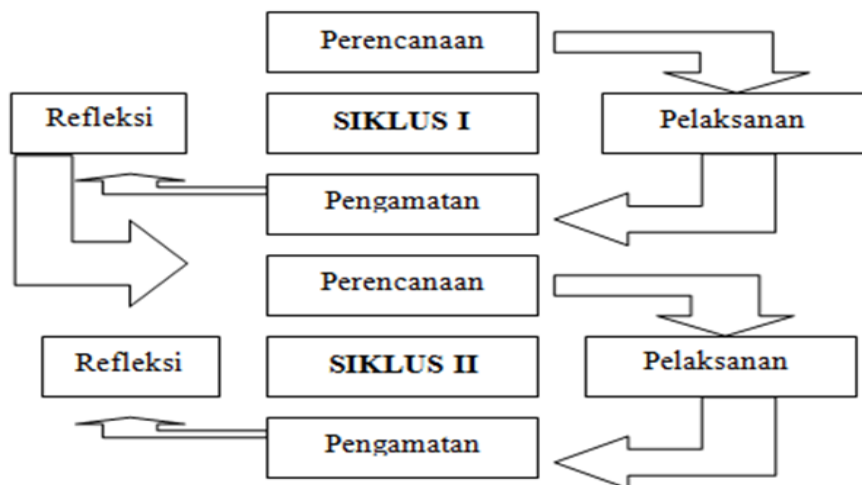 Perencanaan
Refleksi
SIKLUS I
Pelaksanan
Pengamatan
Perencanaan
Refleksi
SIKLUS II
Pelaksanan
Pengamatan